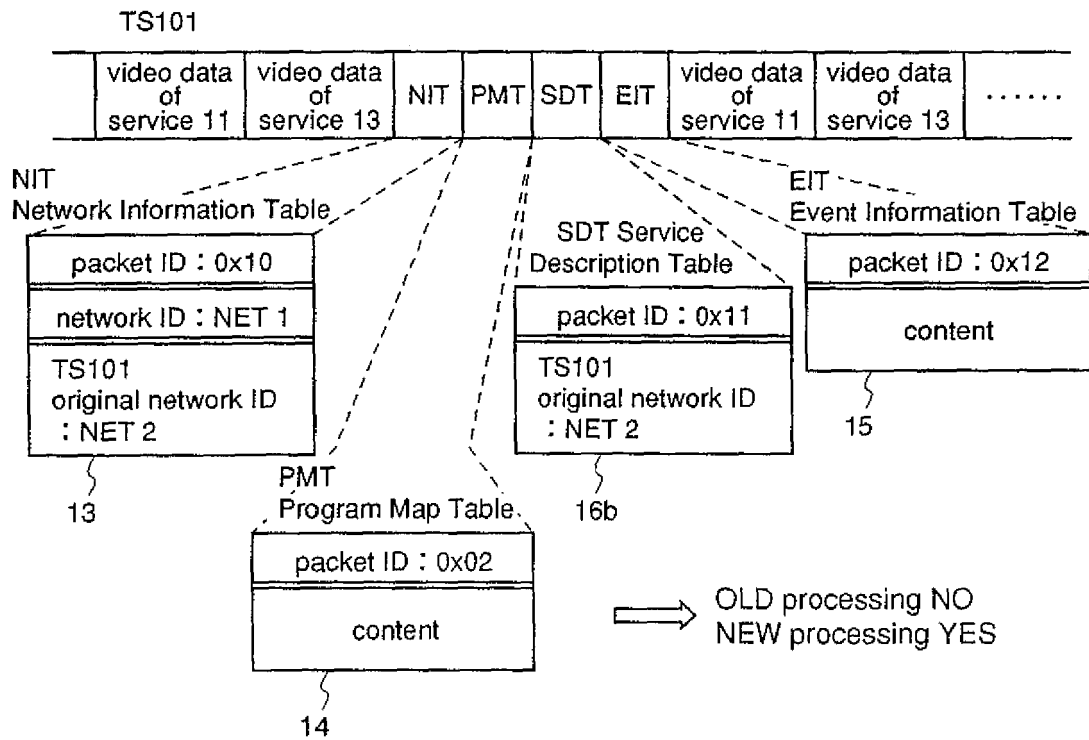 TS101
video data
of
service 11
video data
of
service 13
NIT
PMT
SDT
EIT
video data
of
service 11
video data
of
service 13
······
NIT
Network Information Table
packet ID : 0x10
network ID : NET 1
TS101
original network ID
: NET 2
13
PMT
Program Map Table
packet ID : 0x02
content
14
SDT Service
Description Table
packet ID : 0x11
TS101
original network ID
: NET 2
16b
EIT
Event Information Table
packet ID : 0x12
content
15
OLD processing NO
NEW processing YES